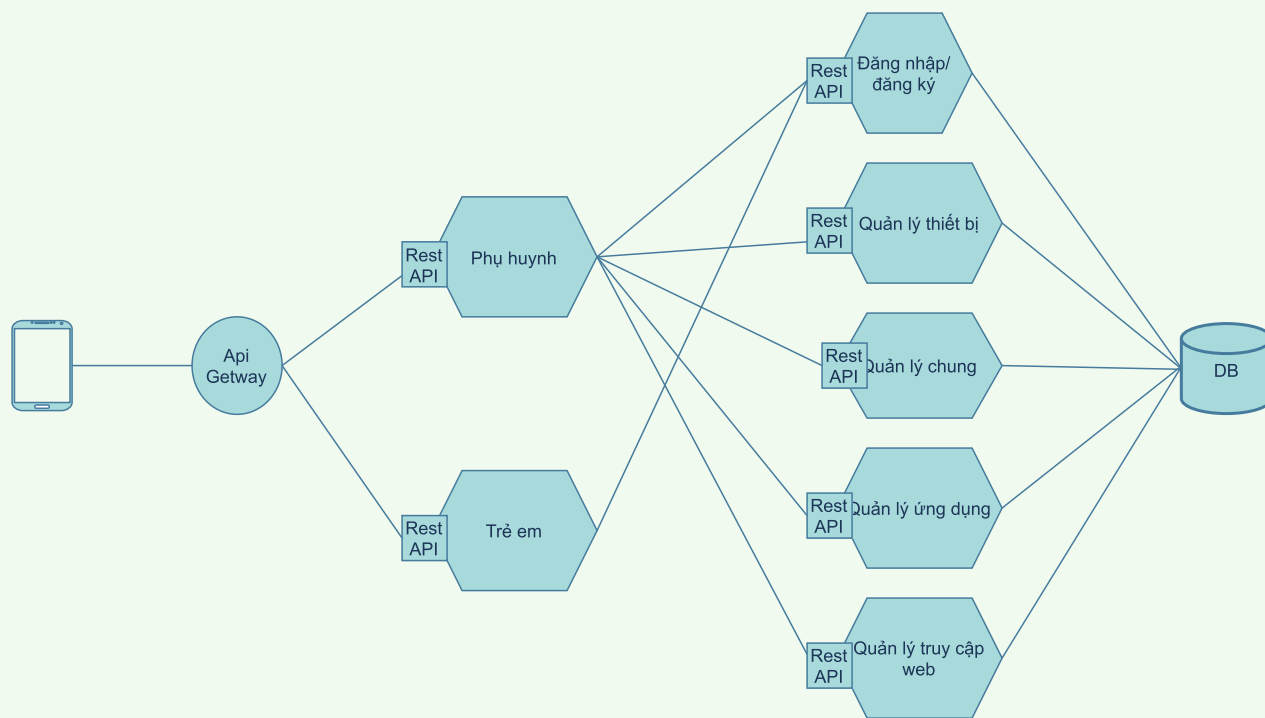 Rest
API
Đăng nhập/
đăng ký
Rest
API
Quản lý thiết bị
Rest
API
Phụ huynh
Api
Getway
Rest
API
Quản lý chung
DB
Rest
API
Quản lý ứng dụng
Rest
API
Trẻ em
Rest
API
Quản lý truy cập
web